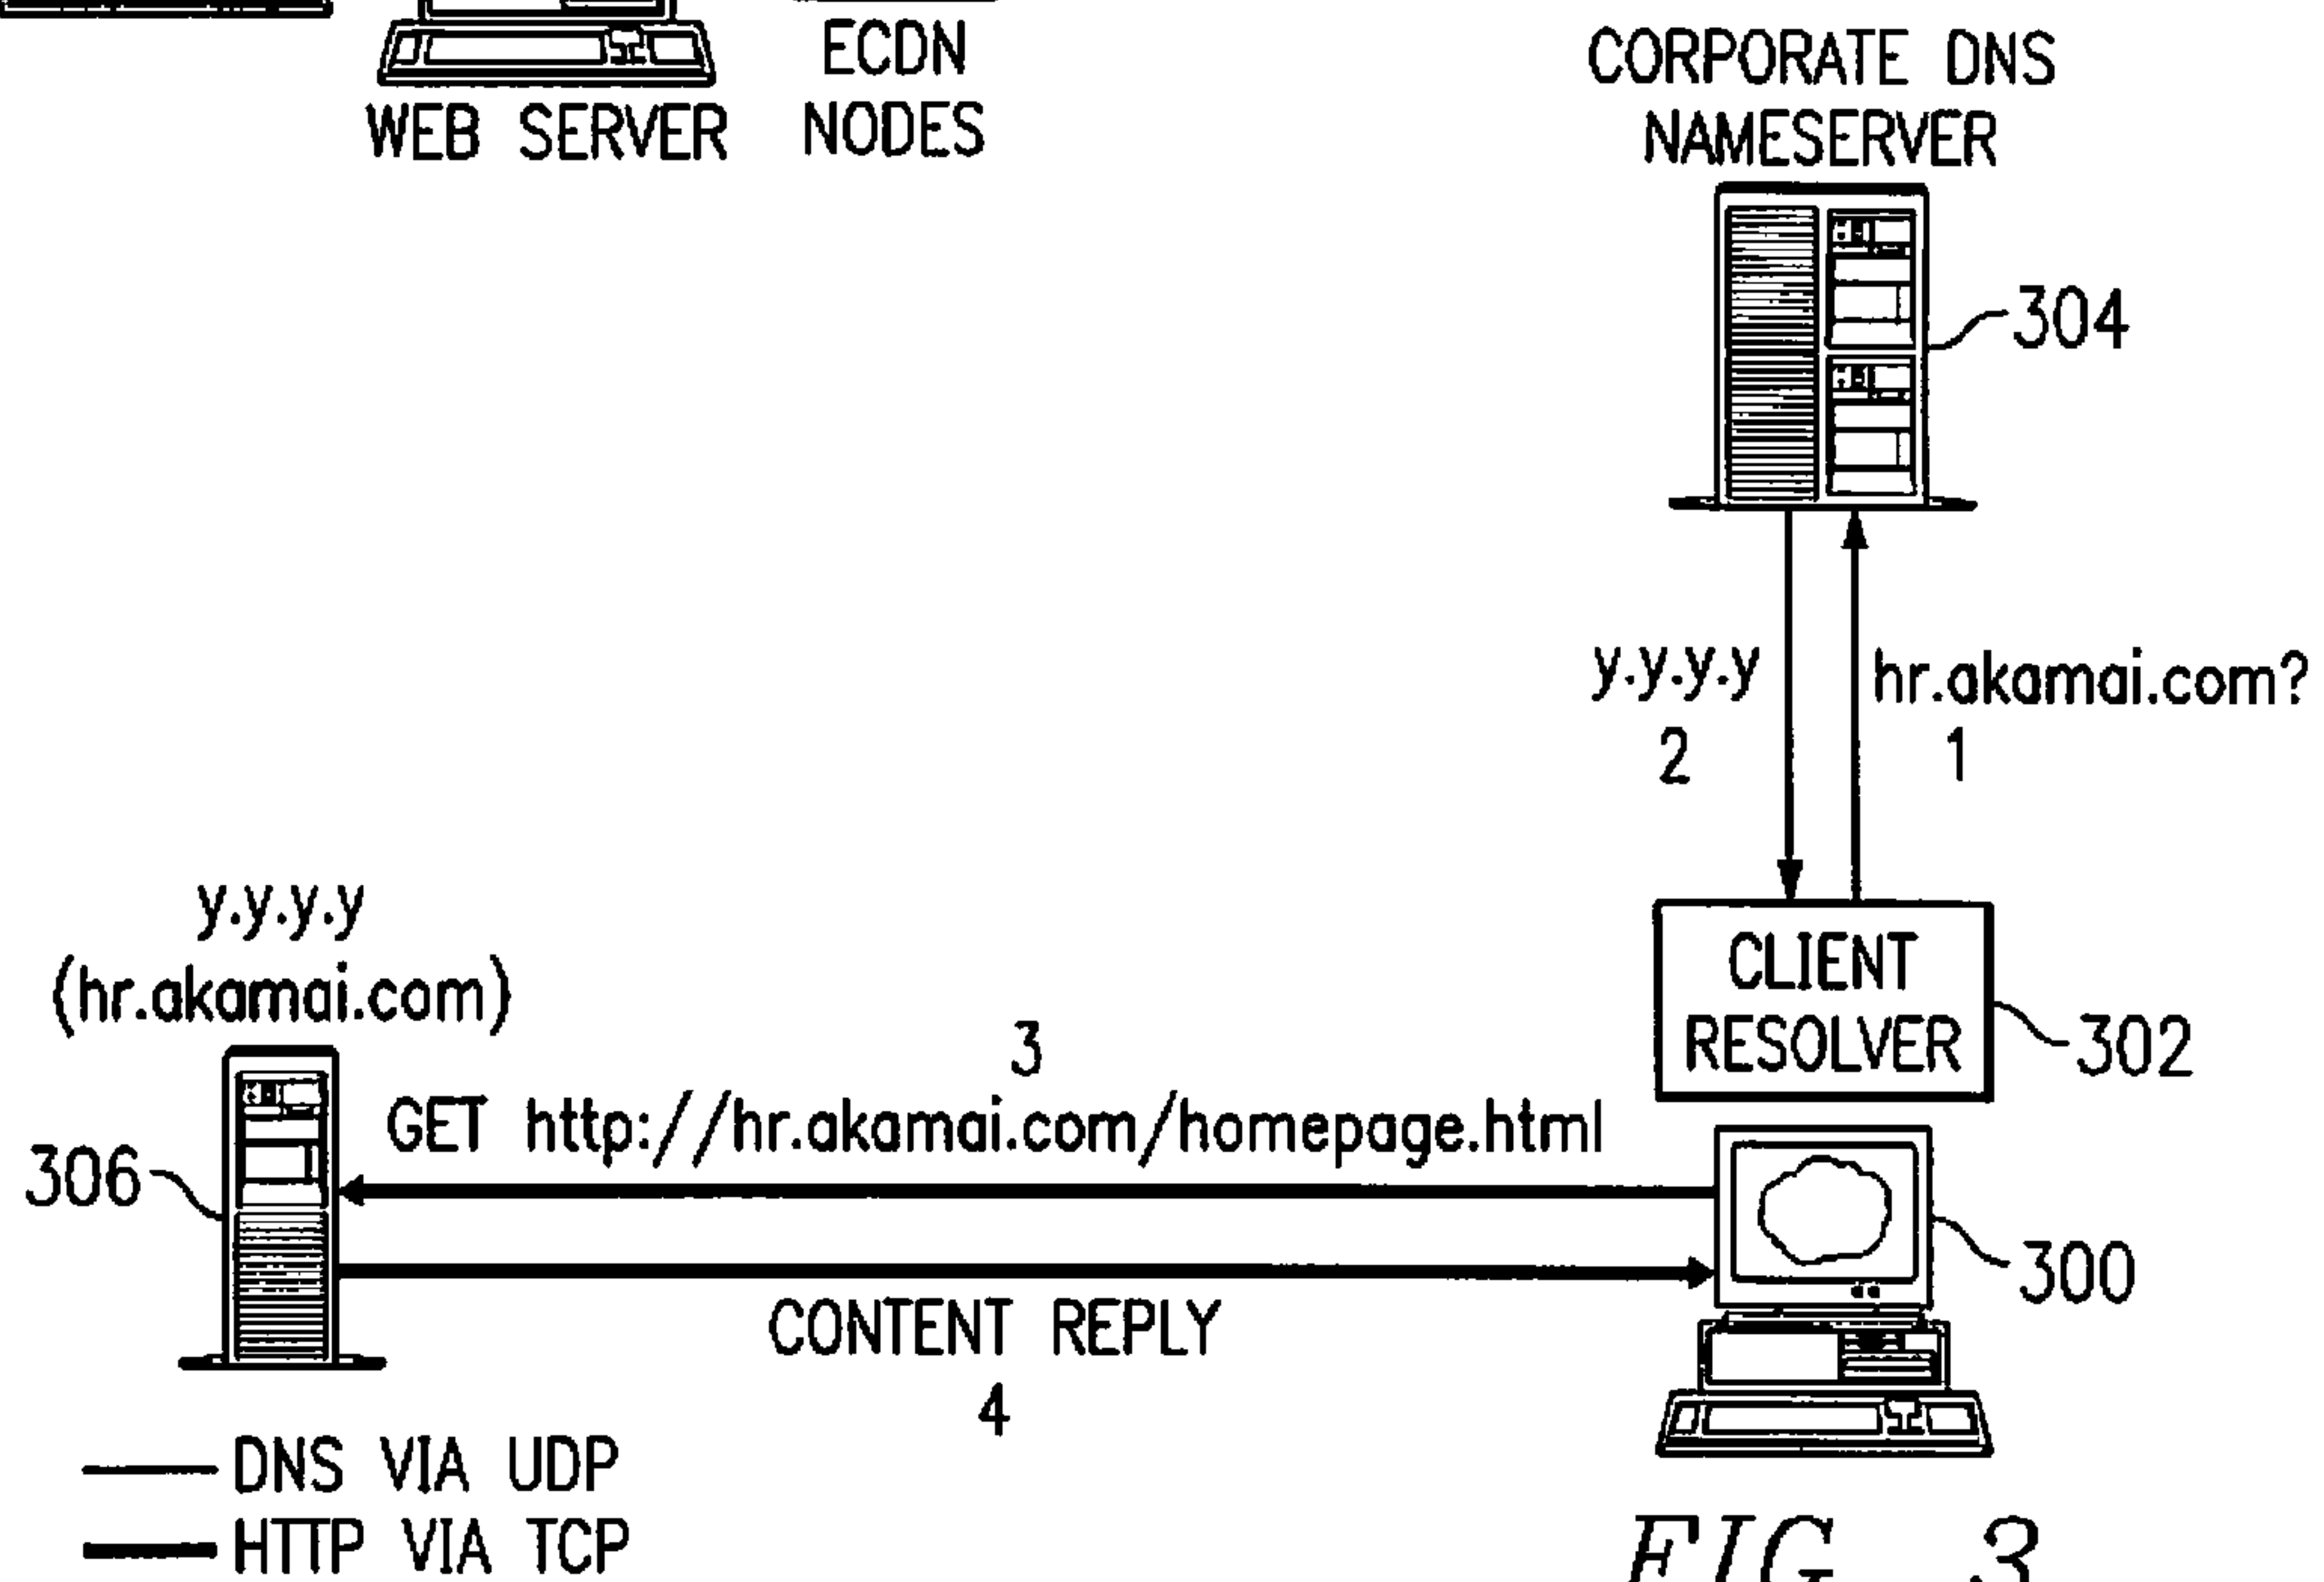 ECDN
NODES
WEB SERVER
CORPORATE DNS
NAMESERVER
304
y.y.y.y
2
hr.akamai.com?
1
CLIENT
RESOLVER
302
y.y.y.y
(hr.akamai.com)
3
GET http://hr.akamai.com/homepage.html
306
300
CONTENT REPLY
4
DNS VIA UDP
HTTP VIA TCP
FIG. 3